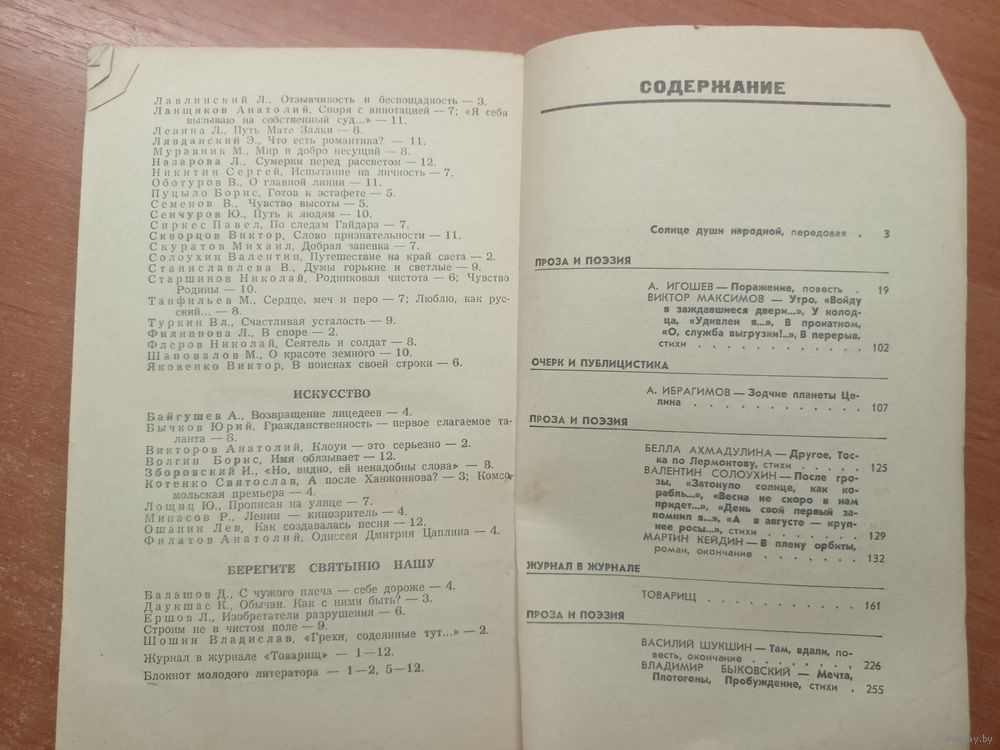 Лавлинский Л., Отзывчивость и беспощадность — 3.
Ланщиков Анатолий, Споря с аннотацией — 7; «Я себя
вызываю на собственный суд...» — 11.
Левина Л., Путь Мате Залки — 8.
Лявданский Э., Что есть романтика? — 11.
Муравник М., Мир и добро несущий — 8.
Назарова Л., Сумерки перед рассветом — 12.
Никитин Сергей, Испытание на личность — 7.
Оботуров В., О главной линии — 11.
Пуцыло Борис, Готов к эстафете — 5.
Семенов В., Чувство высоты — 5.
Сенчуров Ю., Путь к людям — 10.
Сиркес Павел, По следам Гайдара — 7.
Скворцов Виктор, Слово признательности — 11.
Скуратов Михаил, Добрая запевка — 7.
Солоухин Валентин, Путешествие на край света — 2.
Станиславлева В., Думы горькие и светлые — 9.
Старшинов Николай, Родниковая чистота — 6; Чувство
Родины — 10.
Танфильев М., Сердце, меч и перо — 7; Люблю, как рус-
ский... — 8.
Туркин Вл., Счастливая усталость — 9.
Филиппова Л., В споре — 2.
Флеров Николай, Сеятель и солдат — 8.
Шаповалов М., О красоте земного — 10.
Яковенко Виктор, В поисках своей строки — 6.
ИСКУССТВО
Байгушев А., Возвращение лицедеев — 4.
Бычков Юрий, Гражданственность — первое слагаемое та-
ланта — 8.
Викторов Анатолий, Клоун — это серьезно — 2.
Волгин Борис, Имя обязывает — 12.
Зборовский И., «Но, видно, ей ненадобны слова» — 8.
Котенко Святослав, А после Ханжонкова? — 3; Комсо-
мольская премьера — 4.
Лощиц Ю., Прописан на улице — 7.
Минасов Р., Ленин — кинозритель — 4.
Ошанин Лев, Как создавалась песня — 12.
Филатов Анатолий, Одиссея Дмитрия Цаплина — 4.
БЕРЕГИТЕ СВЯТЫНЮ НАШУ
Балашов Д., С чужого плеча — себе дороже — 4.
Даукшас К., Обычаи. Как с ними быть? — 3.
Ершов Л., Изобретатели разрушения — 6.
Строим не в чистом поле — 9.
Шошин Владислав, «Грехи, содеянные тут...» — 2.
Журнал в журнале «Товарищ» — 1—12.
Блокнот молодого литератора — 1—2, 5—12.
СОДЕРЖАНИЕ
Солнце души народной, передовая . 3
ПРОЗА И ПОЭЗИЯ
А. ИГОШЕВ — Поражение, повесть . 19
ВИКТОР МАКСИМОВ — Утро, «Войду
в заждавшиеся двери...», У колод-
ца, «Удивлен я...», В прокатном,
«О, служба выгрузки!..», В перерыв,
стихи . . . . . . . . . . . . 102
ОЧЕРК И ПУБЛИЦИСТИКА
А. ИБРАГИМОВ — Зодчие планеты Це-
лина . . . . . . . . . . . 107
ПРОЗА И ПОЭЗИЯ
БЕЛЛА АХМАДУЛИНА — Другое, Тос-
ка по Лермонтову, стихи . . . . . 125
ВАЛЕНТИН СОЛОУХИН — После гро-
зы, «Затонуло солнце, как ко-
рабль...», «Весна не скоро к нам
придет...», «День свой первый за-
помнил я...», «А в августе — круп-
нее росы...», стихи . . . . . . . 129
МАРТИН КЕЙДИН — В плену орбиты,
роман, окончание . . . . . . . 132
ЖУРНАЛ В ЖУРНАЛЕ
ТОВАРИЩ . . . . . . . . . . 161
ПРОЗА И ПОЭЗИЯ
ВАСИЛИЙ ШУКШИН — Там, вдали, по-
весть, окончание . . . . . . . . 226
ВЛАДИМИР БЫКОВСКИЙ — Мечта,
Плотогоны, Пробуждение, стихи . 255